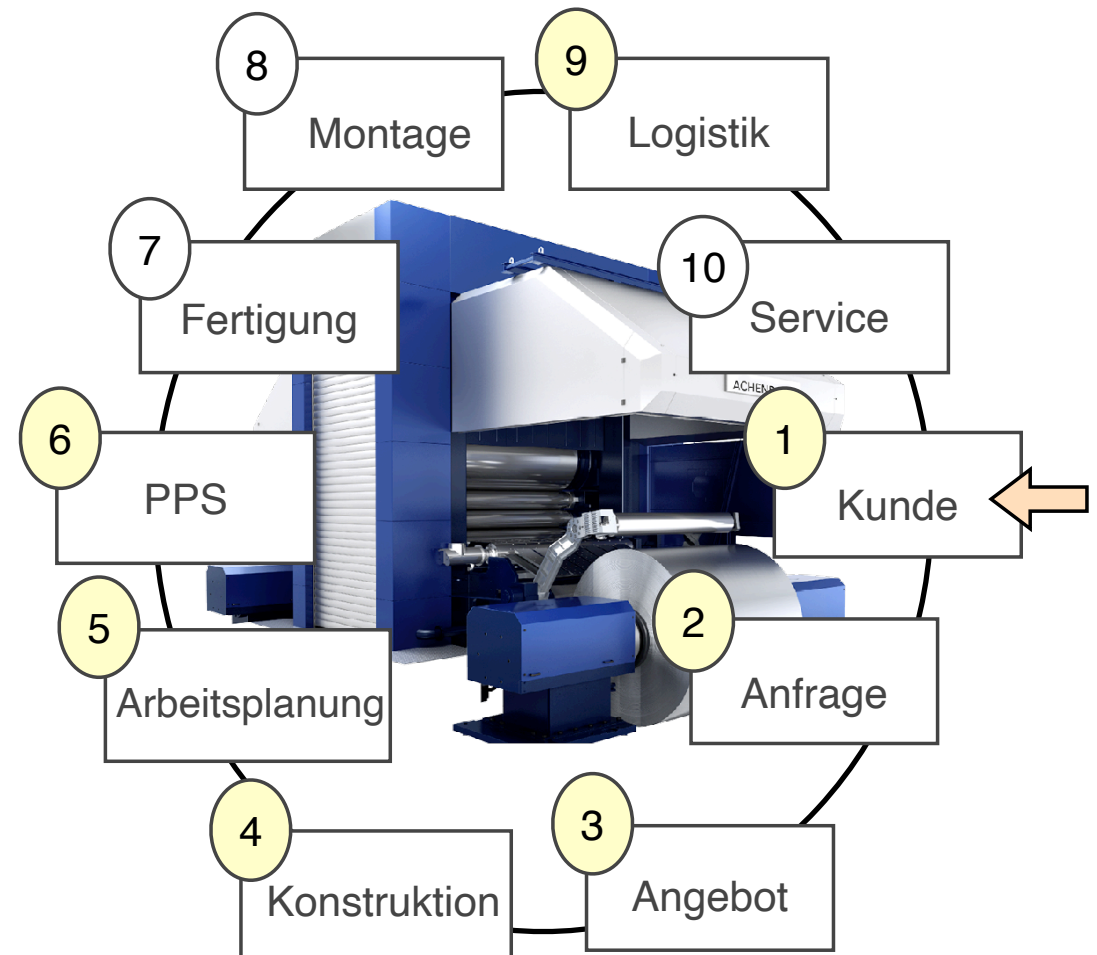 1
Kunde
2
Anfrage
3
Angebot
4
Konstruktion
5
Arbeitsplanung
6
PPS
7
Fertigung
8
Montage
9
Logistik
10
Service